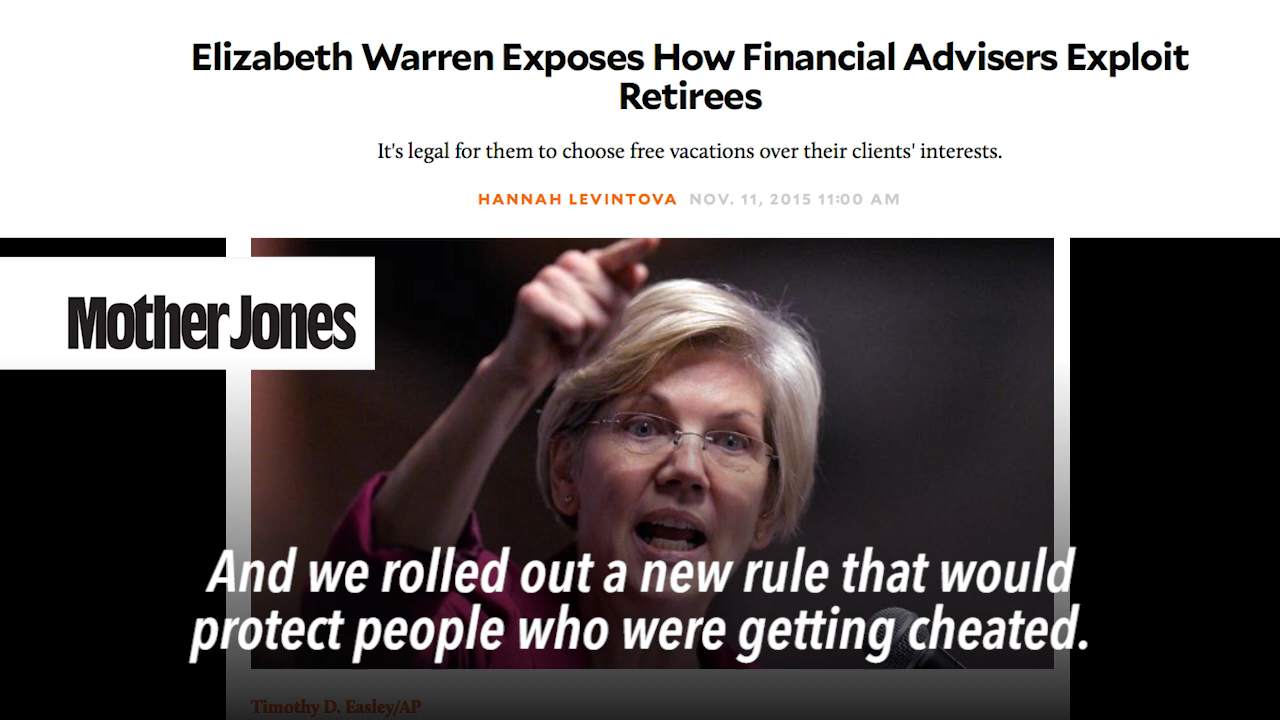 Elizabeth Warren Exposes How Financial Advisers Exploit
Retirees
It's legal for them to choose free vacations over their clients' interests.
HANNAH LEVINTOVA NOV. 11, 2015 11:00 AM
Mother Jones
And we rolled out a new rule that would
protect people who were getting cheated.
Timothy D. Easley/AP